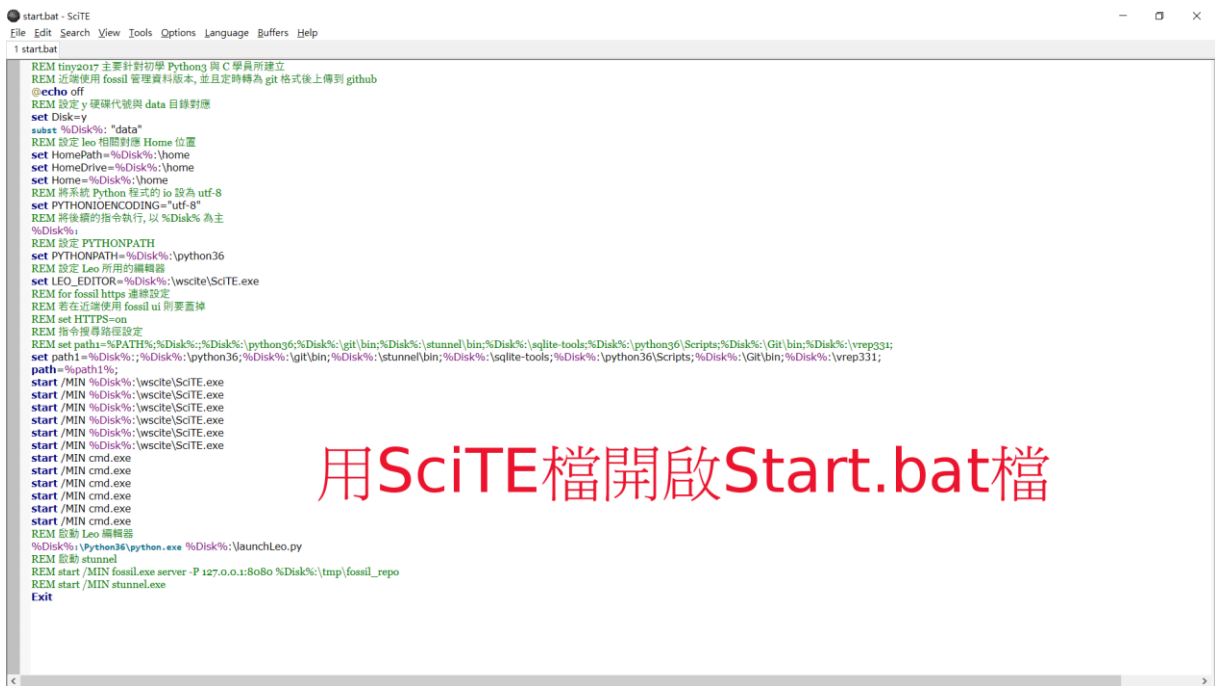 start.bat - SciTE
File Edit Search View Tools Options Language Buffers Help
1 start.bat
REM tiny2017 主要針對初學 Python3 與 C 學員所建立
REM 近端使用 fossil 管理資料版本, 並且定時轉為 git 格式後上傳到 github
@echo off
REM 設定 y 硬碟代號與 data 目錄對應
set Disk=y
subst %Disk%: "data"
REM 設定 leo 相關對應 Home 位置
set HomePath=%Disk%:\home
set HomeDrive=%Disk%:\home
set Home=%Disk%:\home
REM 將系統 Python 程式的 io 設為 utf-8
set PYTHONIOENCODING="utf-8"
REM 將後續的指令執行, 以 %Disk% 為主
%Disk%:
REM 設定 PYTHONPATH
set PYTHONPATH=%Disk%:\python36
REM 設定 Leo 所用的編輯器
set LEO_EDITOR=%Disk%:\wscite\SciTE.exe
REM for fossil https 連線設定
REM 若在近端使用 fossil ui 則要蓋掉
REM set HTTPS=on
REM 指令搜尋路徑設定
REM set path1=%PATH%;%Disk%:;%Disk%:\python36;%Disk%:\git\bin;%Disk%:\stunnel\bin;%Disk%:\sqlite-tools;%Disk%:\python36\Scripts;%Disk%:\Git\bin;%Disk%:\vrep331;
set path1=%Disk%:;%Disk%:\python36;%Disk%:\git\bin;%Disk%:\stunnel\bin;%Disk%:\sqlite-tools;%Disk%:\python36\Scripts;%Disk%:\Git\bin;%Disk%:\vrep331;
path=%path1%;
start /MIN %Disk%:\wscite\SciTE.exe
start /MIN %Disk%:\wscite\SciTE.exe
start /MIN %Disk%:\wscite\SciTE.exe
start /MIN %Disk%:\wscite\SciTE.exe
start /MIN %Disk%:\wscite\SciTE.exe
start /MIN %Disk%:\wscite\SciTE.exe
start /MIN cmd.exe
start /MIN cmd.exe
start /MIN cmd.exe
start /MIN cmd.exe
start /MIN cmd.exe
start /MIN cmd.exe
用SciTE檔開啟Start.bat檔
REM 啟動 Leo 編輯器
%Disk%:\Python36\python.exe %Disk%:\launchLeo.py
REM 啟動 stunnel
REM start /MIN fossil.exe server -P 127.0.0.1:8080 %Disk%:\tmp\fossil_repo
REM start /MIN stunnel.exe
Exit